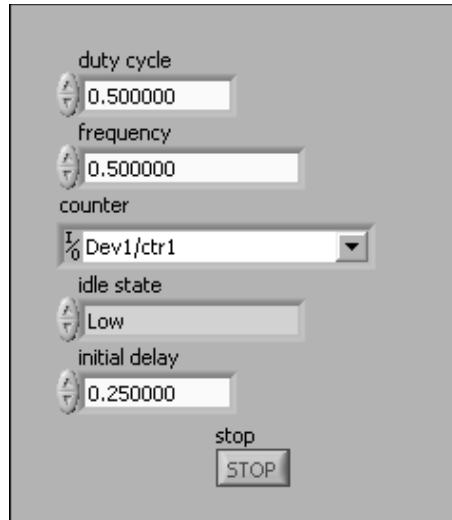 duty cycle
0.500000
frequency
0.500000
counter
I/O Dev1/ctr1
idle state
Low
initial delay
0.250000
stop
STOP